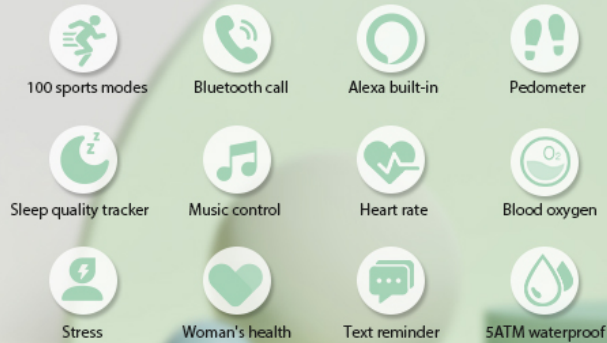 100 sports modes
Bluetooth call
Alexa built-in
Pedometer
z
z
O₂
Sleep quality tracker
Music control
Heart rate
Blood oxygen
Stress
Woman's health
Text reminder
5ATM waterproof